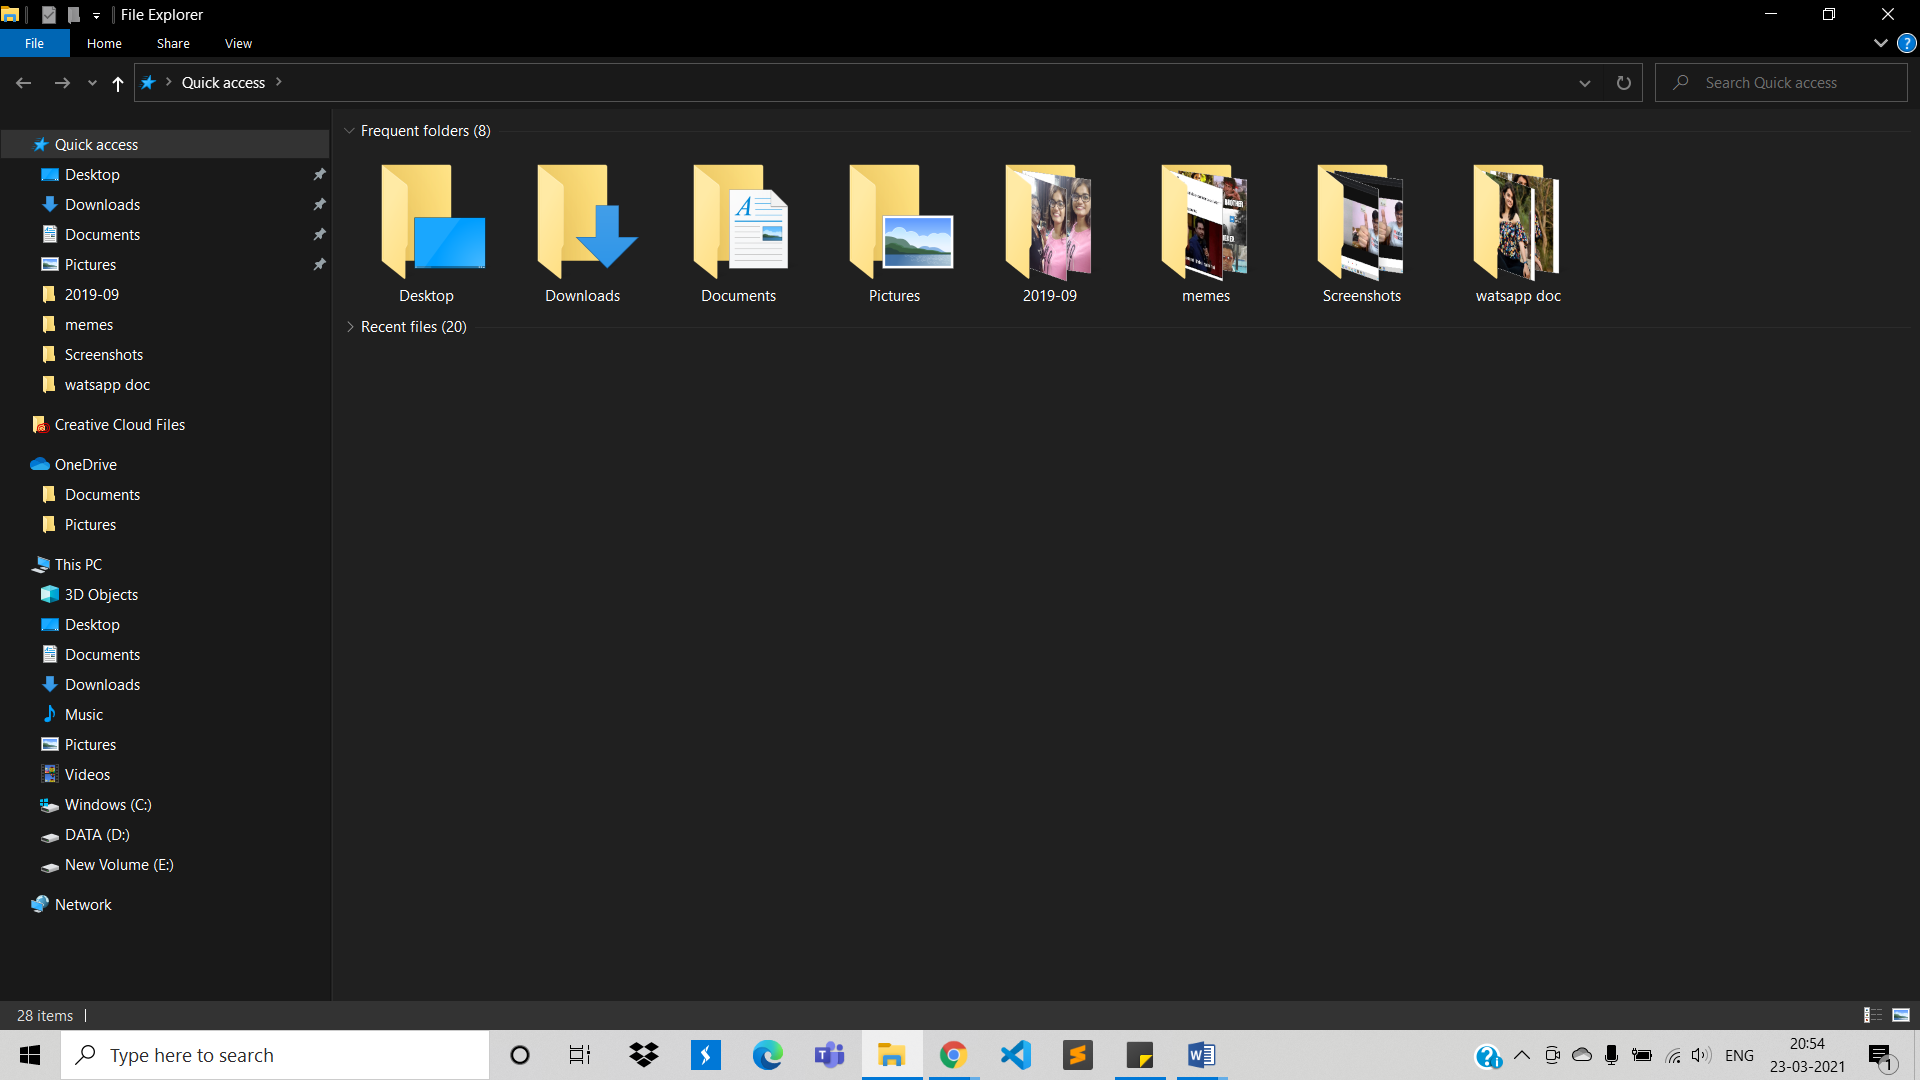 File Explorer
File Home Share View
Quick access
Search Quick access
Quick access
Desktop
Downloads
Documents
Pictures
2019-09
memes
Screenshots
watsapp doc
Creative Cloud Files
OneDrive
Documents
Pictures
This PC
3D Objects
Desktop
Documents
Downloads
Music
Pictures
Videos
Windows (C:)
DATA (D:)
New Volume (E:)
Network
Frequent folders (8)
Desktop Downloads Documents Pictures 2019-09 memes Screenshots watsapp doc
Recent files (20)
28 items
Type here to search
ENG
20:54
23-03-2021
1